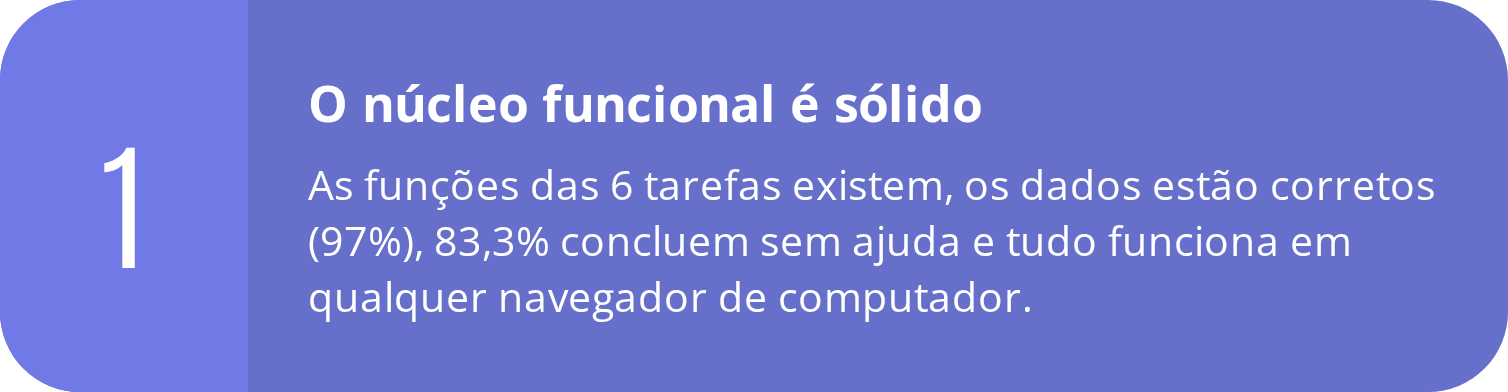 1
O núcleo funcional é sólido
As funções das 6 tarefas existem, os dados estão corretos
(97%), 83,3% concluem sem ajuda e tudo funciona em
qualquer navegador de computador.